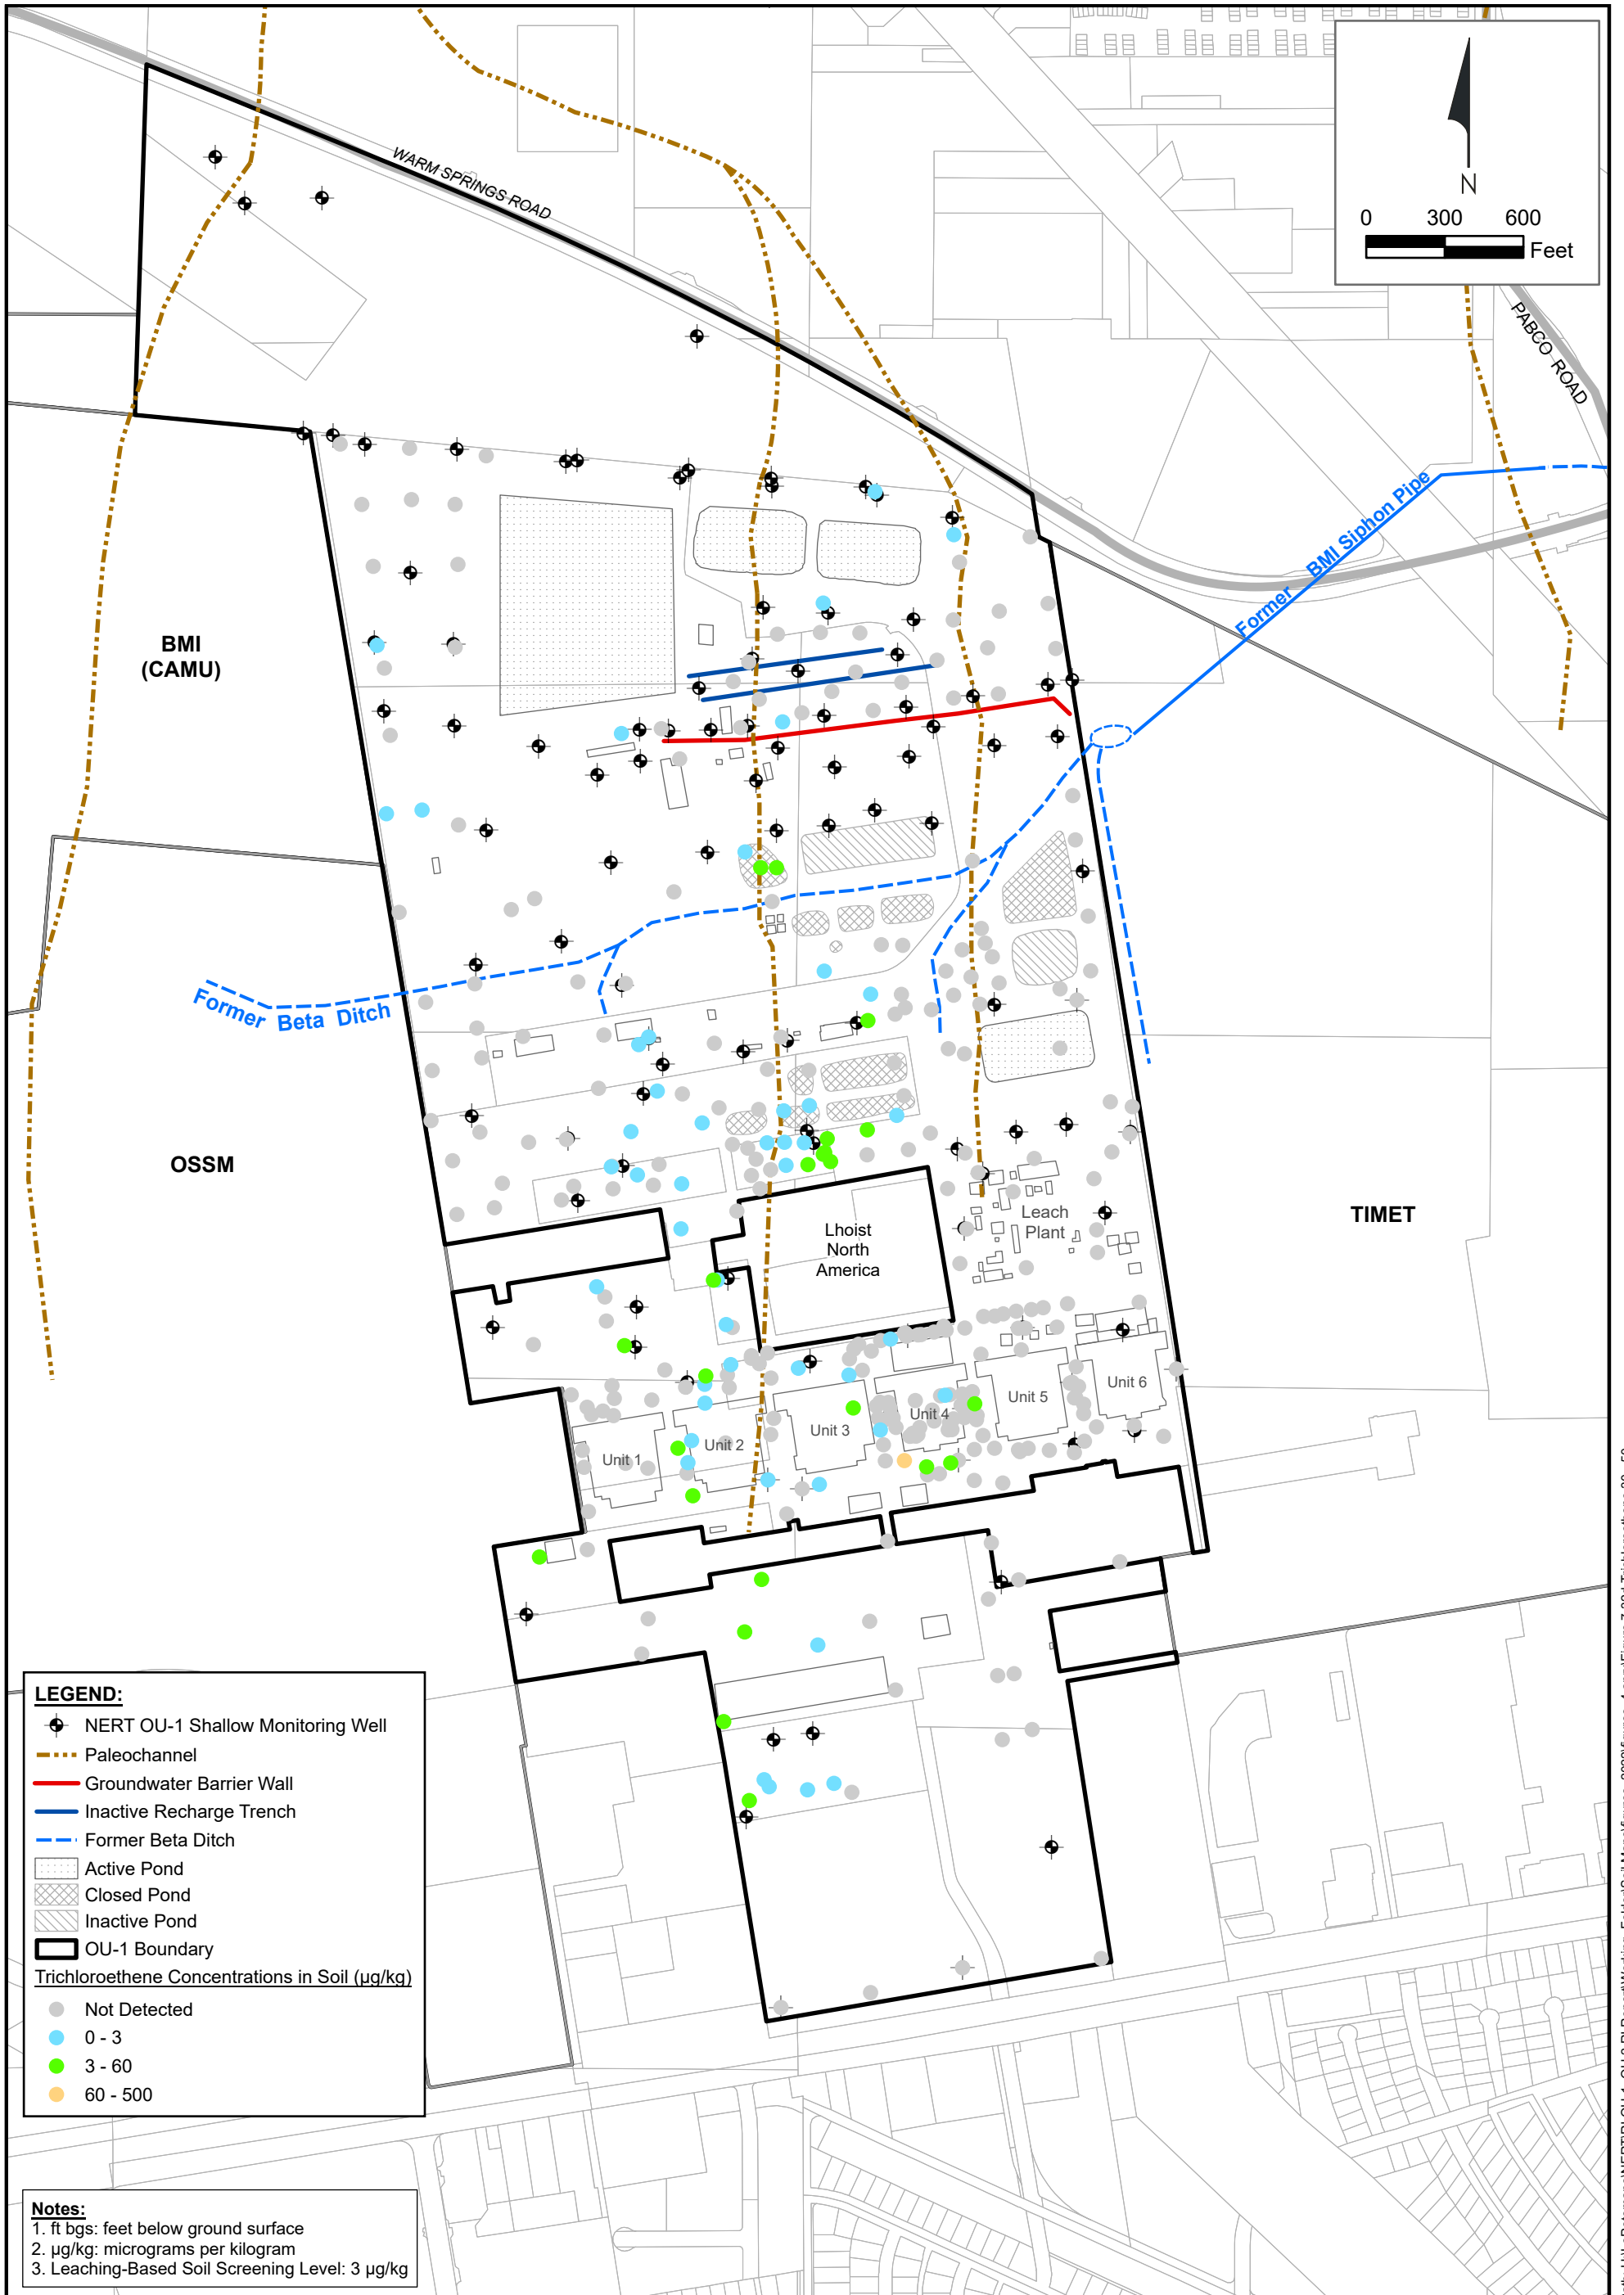 WARM SPRINGS ROAD
N
0 300 600
Feet
PABCO ROAD
Former BMI Siphon Pipe
BMI
(CAMU)
Former Beta Ditch
OSSM
Lhoist
North
America
Leach
Plant
TIMET
Unit 1
Unit 2
Unit 3
Unit 4
Unit 5
Unit 6
LEGEND:
NERT OU-1 Shallow Monitoring Well
Paleochannel
Groundwater Barrier Wall
Inactive Recharge Trench
Former Beta Ditch
Active Pond
Closed Pond
Inactive Pond
OU-1 Boundary
Trichloroethene Concentrations in Soil (µg/kg)
Not Detected
0 - 3
3 - 60
60 - 500
Notes:
1. ft bgs: feet below ground surface
2. µg/kg: micrograms per kilogram
3. Leaching-Based Soil Screening Level: 3 µg/kg